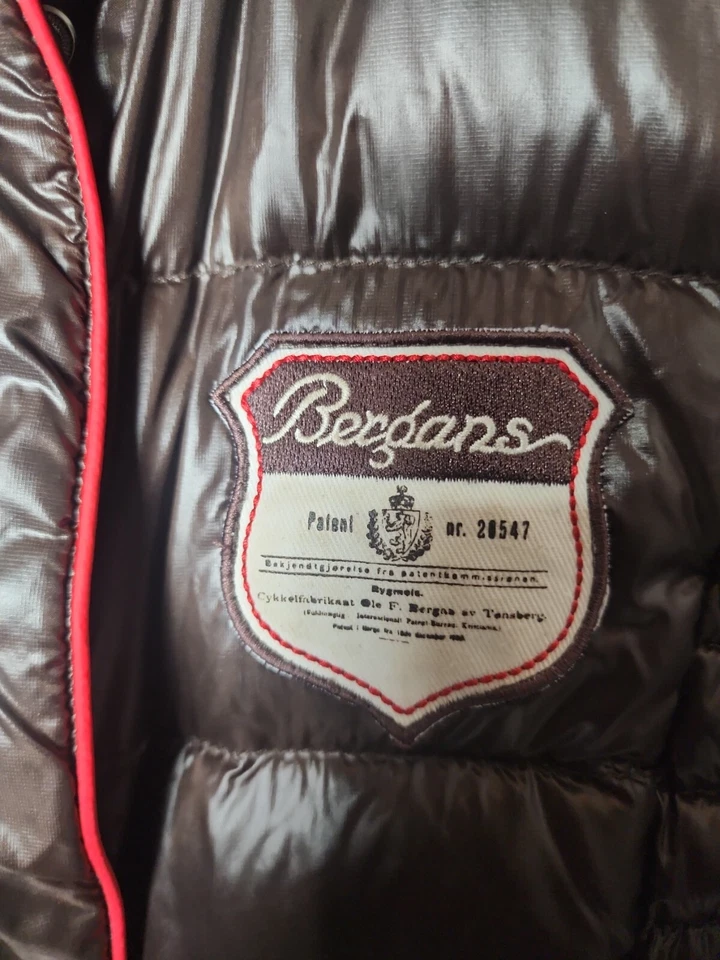 Bergans
Patent nr. 20547
Bekjendtgjørelse fra patentkommissionen.
Rygmeis.
Cykkelfabrikant Ole F. Bergan av Tønsberg.